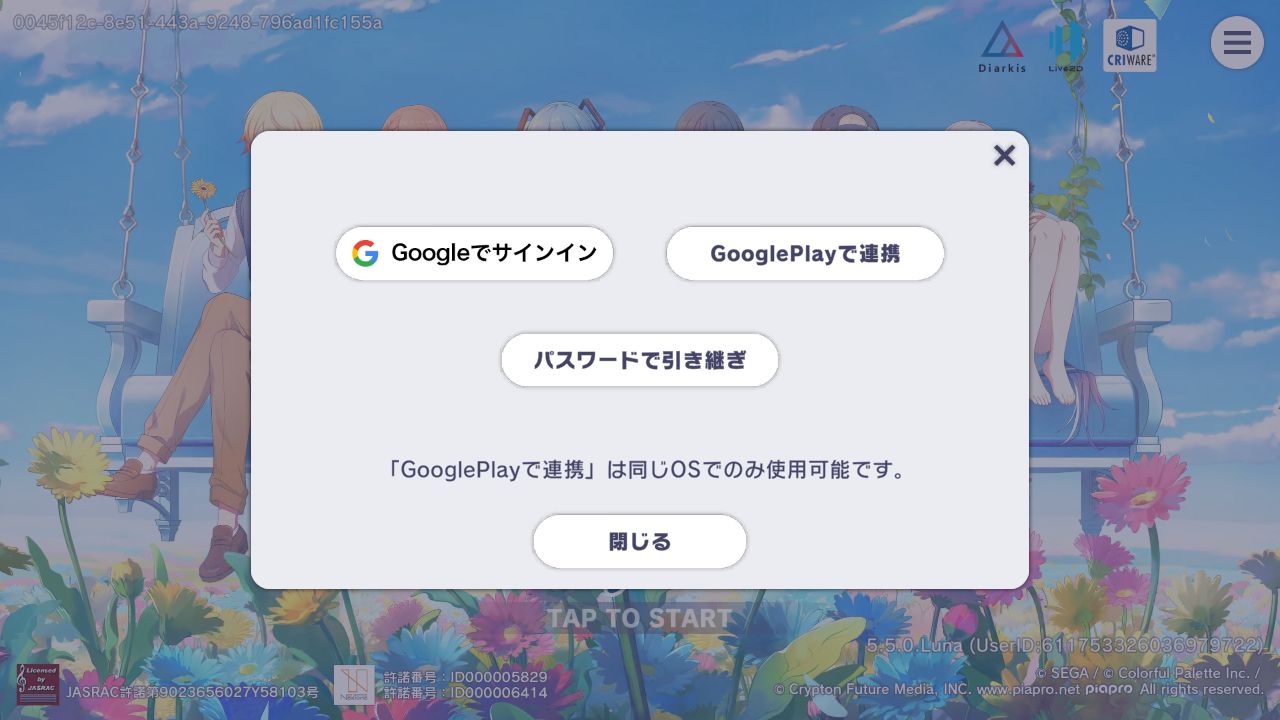 0045f12c-8e51-443a-9248-796ad1fc155a
Diarkis
Live2D
CRIWARE
Googleでサインイン
GooglePlayで連携
パスワードで引き継ぎ
「GooglePlayで連携」は同じOSでのみ使用可能です。
閉じる
TAP TO START
5.5.0.Luna (UserID:611753326036979722)
Licensed
by
JASRAC
JASRAC許諾第9023656027Y58103号
NexTone
許諾番号：ID000005829
許諾番号：ID000006414
© SEGA / © Colorful Palette Inc. /
© Crypton Future Media, INC. www.piapro.net piapro All rights reserved.